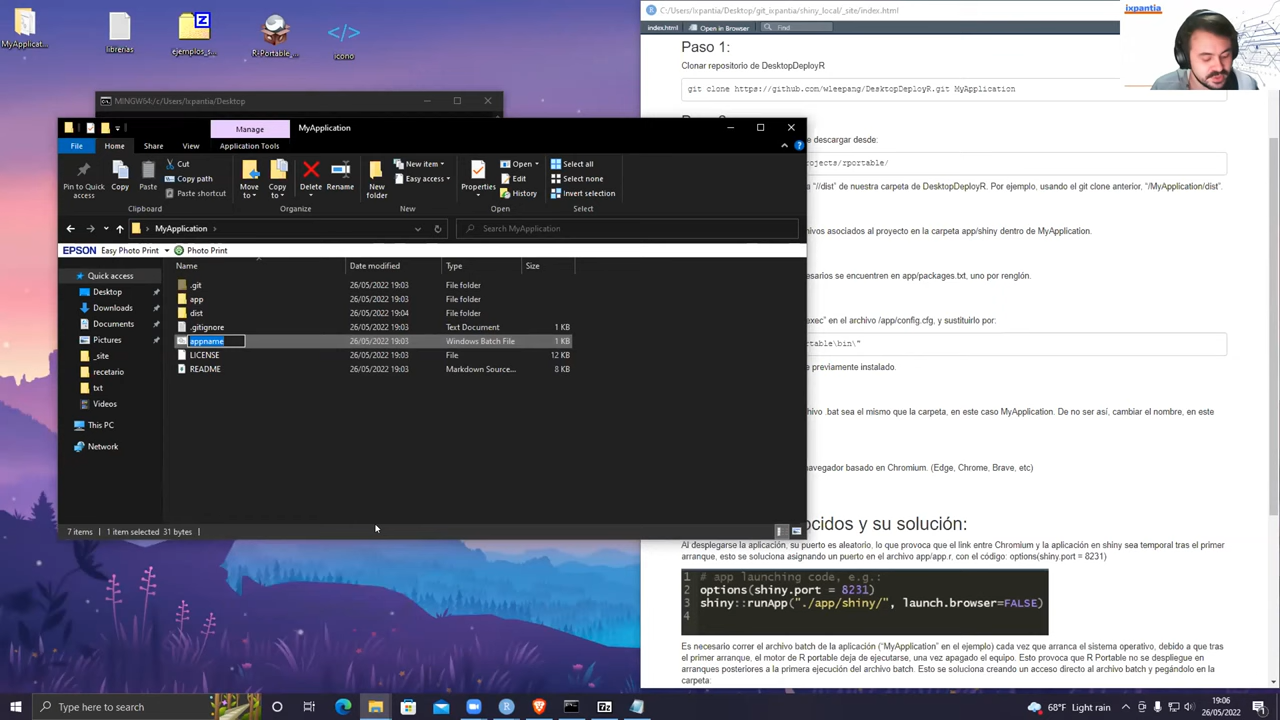 C:/Users/Ixpantia/Desktop/git_ixpantia/shiny_local/_site/index.html
index.html
Open in Browser
Find
ixpantia
MyApplicati...
librerias
ejemplos_s...
R-Portable_...
icono
Paso 1:
Clonar repositorio de DesktopDeployR
git clone https://github.com/wleepang/DesktopDeployR.git MyApplication
MINGW64:/c/Users/Ixpantia/Desktop
Manage
MyApplication
File
Home
Share
View
Application Tools
Pin to Quick access
Copy
Paste
Cut
Copy path
Paste shortcut
Move to
Copy to
Delete
Rename
New folder
New item
Easy access
Properties
Open
Edit
History
Select all
Select none
Invert selection
Clipboard
Organize
New
Open
Select
MyApplication
Search MyApplication
EPSON
Easy Photo Print
Photo Print
Name
Date modified
Type
Size
Quick access
Desktop
Downloads
Documents
Pictures
_site
recetario
txt
Videos
This PC
Network
.git 26/05/2022 19:03 File folder
app 26/05/2022 19:03 File folder
dist 26/05/2022 19:04 File folder
.gitignore 26/05/2022 19:03 Text Document 1 KB
appname 26/05/2022 19:03 Windows Batch File 1 KB
LICENSE 26/05/2022 19:03 File 12 KB
README 26/05/2022 19:03 Markdown Source... 8 KB
7 items
1 item selected 31 bytes
e descargar desde:
rojects/rportable/
a "//dist" de nuestra carpeta de DesktopDeployR. Por ejemplo, usando el git clone anterior, "/MyApplication/dist".
hivos asociados al proyecto en la carpeta app/shiny dentro de MyApplication.
esarios se encuentren en app/packages.txt, uno por renglón.
exec" en el archivo /app/config.cfg, y sustituirlo por:
rtable\bin\"
e previamente instalado.
hivo .bat sea el mismo que la carpeta, en este caso MyApplication. De no ser así, cambiar el nombre, en este
navegador basado en Chromium. (Edge, Chrome, Brave, etc)
ocidos y su solución:
Al desplegarse la aplicación, su puerto es aleatorio, lo que provoca que el link entre Chromium y la aplicación en shiny sea temporal tras el primer
arranque, esto se soluciona asignando un puerto en el archivo app/app.r, con el código: options(shiny.port = 8231)
1 # app launching code, e.g.:
2 options(shiny.port = 8231)
3 shiny::runApp("./app/shiny/", launch.browser=FALSE)
4
Es necesario correr el archivo batch de la aplicación ("MyApplication" en el ejemplo) cada vez que arranca el sistema operativo, debido a que tras
el primer arranque, el motor de R portable deja de ejecutarse, una vez apagado el equipo. Esto provoca que R Portable no se despliegue en
arranques posteriores a la primera ejecución del archivo batch. Esto se soluciona creando un acceso directo al archivo batch y pegándolo en la
carpeta:
Type here to search
68°F Light rain
19:06
26/05/2022